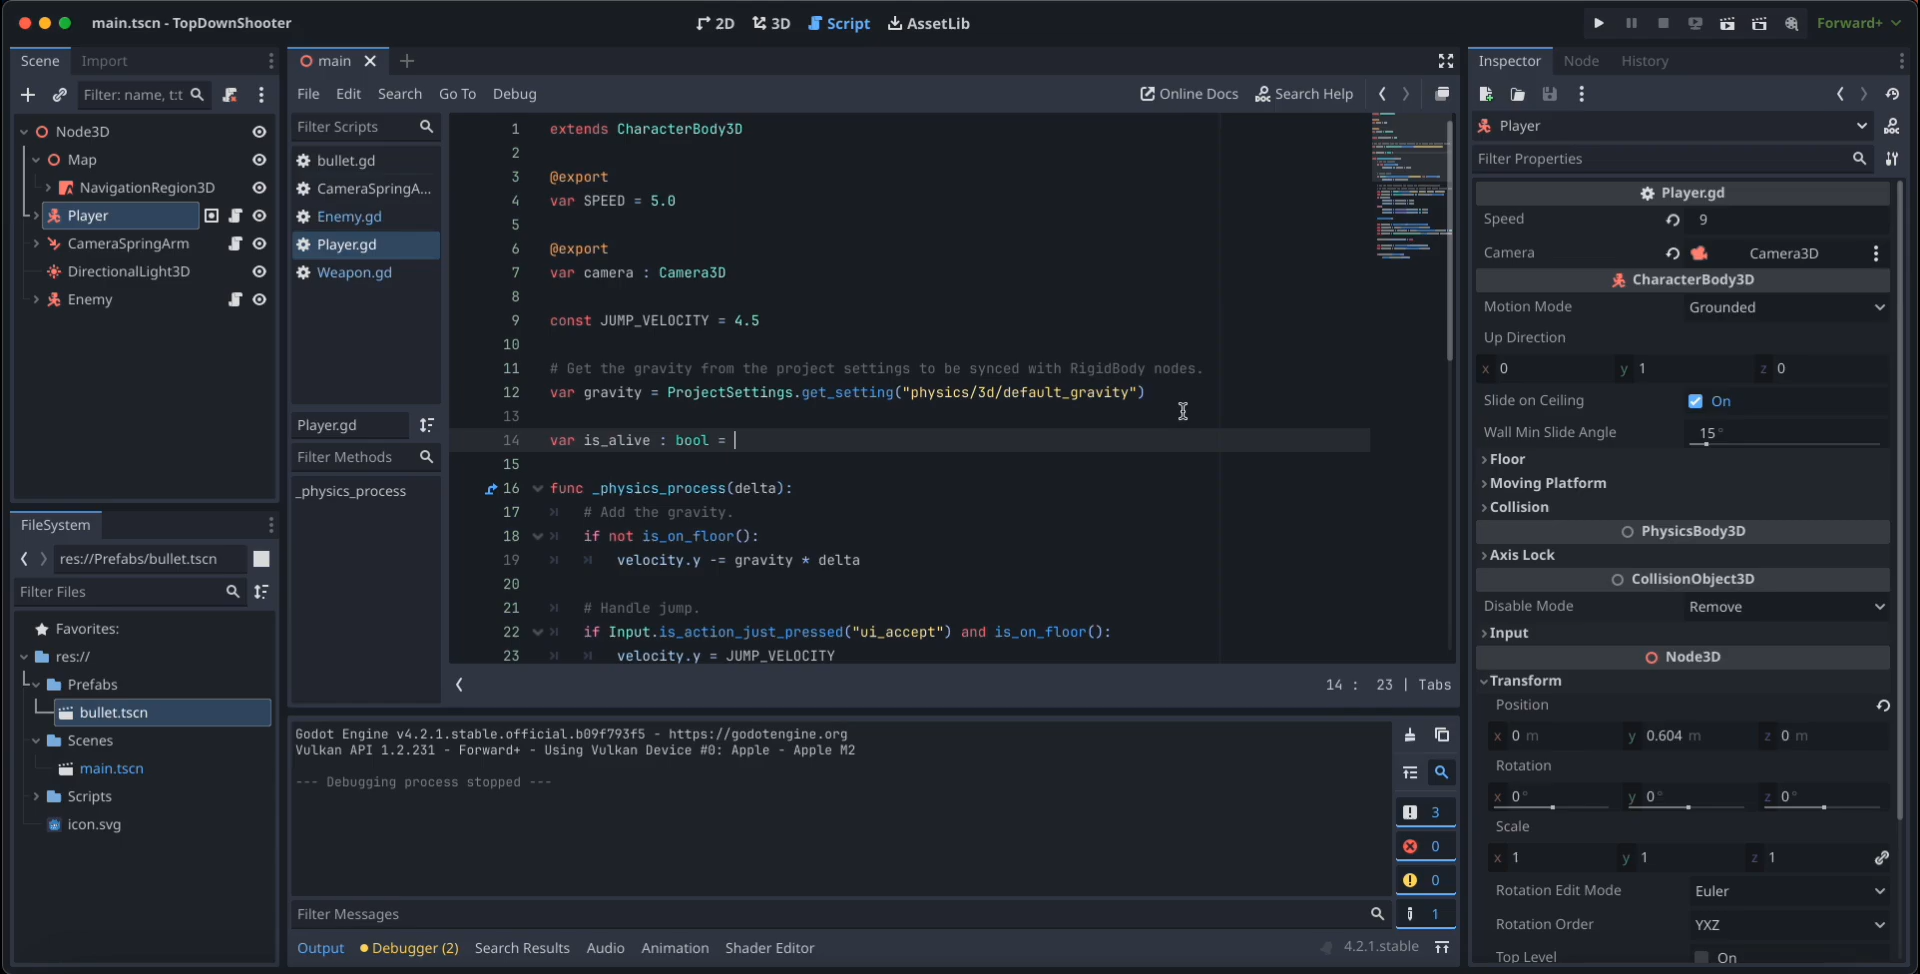 main.tscn - TopDownShooter
2D 3D Script AssetLib
Forward+
Scene Import
Filter: name, t:t
Node3D
Map
NavigationRegion3D
Player
CameraSpringArm
DirectionalLight3D
Enemy
FileSystem
res://Prefabs/bullet.tscn
Filter Files
Favorites:
res://
Prefabs
bullet.tscn
Scenes
main.tscn
Scripts
icon.svg
main
File Edit Search Go To Debug
Online Docs Search Help
Filter Scripts
bullet.gd
CameraSpringA...
Enemy.gd
Player.gd
Weapon.gd
Player.gd
Filter Methods
_physics_process
1 extends CharacterBody3D
2
3 @export
4 var SPEED = 5.0
5
6 @export
7 var camera : Camera3D
8
9 const JUMP_VELOCITY = 4.5
10
11 # Get the gravity from the project settings to be synced with RigidBody nodes.
12 var gravity = ProjectSettings.get_setting("physics/3d/default_gravity")
13
14 var is_alive : bool =
15
16 func _physics_process(delta):
17 # Add the gravity.
18 if not is_on_floor():
19 velocity.y -= gravity * delta
20
21 # Handle jump.
22 if Input.is_action_just_pressed("ui_accept") and is_on_floor():
23 velocity.y = JUMP_VELOCITY
14 : 23 | Tabs
Godot Engine v4.2.1.stable.official.b09f793f5 - https://godotengine.org
Vulkan API 1.2.231 - Forward+ - Using Vulkan Device #0: Apple - Apple M2
--- Debugging process stopped ---
3
0
0
1
Filter Messages
Output Debugger (2) Search Results Audio Animation Shader Editor
4.2.1.stable
Inspector Node History
Player
Filter Properties
Player.gd
Speed 9
Camera Camera3D
CharacterBody3D
Motion Mode Grounded
Up Direction
x 0 y 1 z 0
Slide on Ceiling On
Wall Min Slide Angle 15 °
Floor
Moving Platform
Collision
PhysicsBody3D
Axis Lock
CollisionObject3D
Disable Mode Remove
Input
Node3D
Transform
Position
x 0 m y 0.604 m z 0 m
Rotation
x 0 ° y 0 ° z 0 °
Scale
x 1 y 1 z 1
Rotation Edit Mode Euler
Rotation Order YXZ
Top Level On